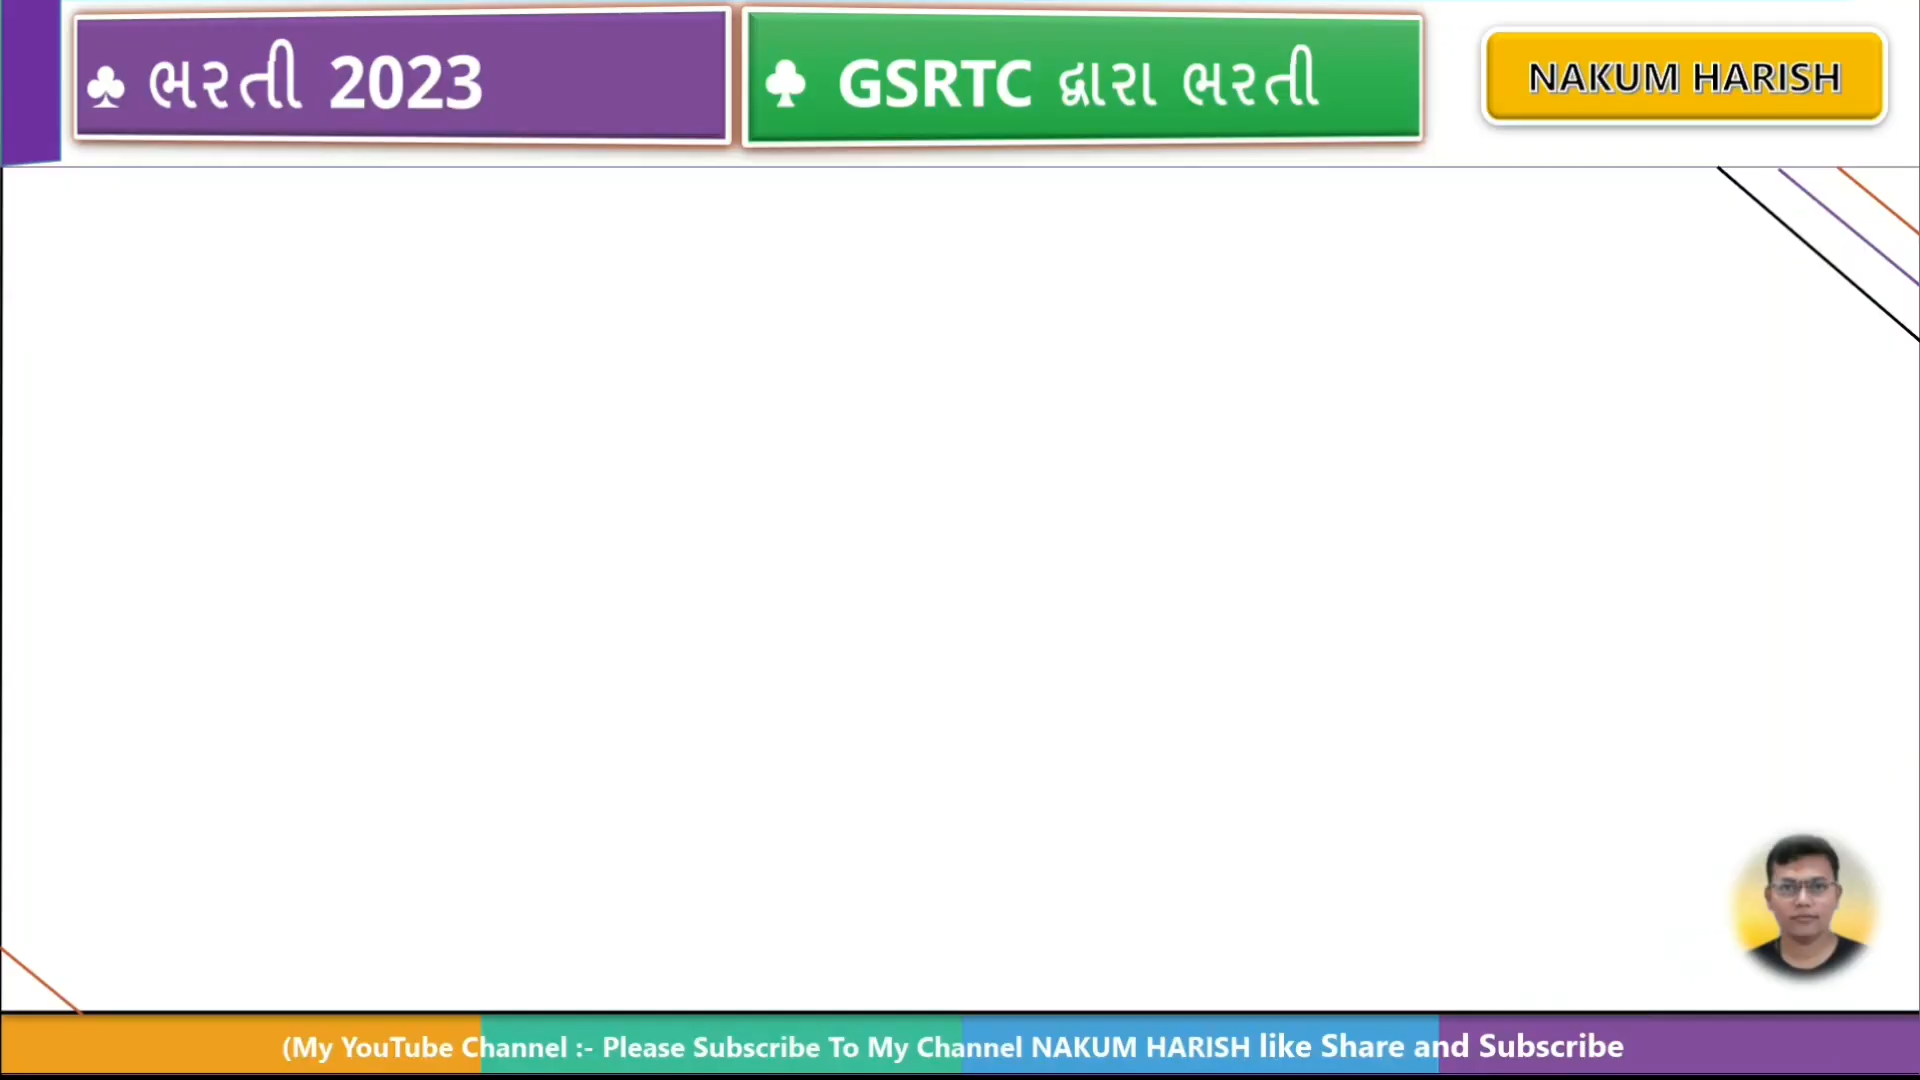 ♣ ભરતી 2023
♣ GSRTC દ્વારા ભરતી
NAKUM HARISH
(My YouTube Channel :- Please Subscribe To My Channel NAKUM HARISH like Share and Subscribe